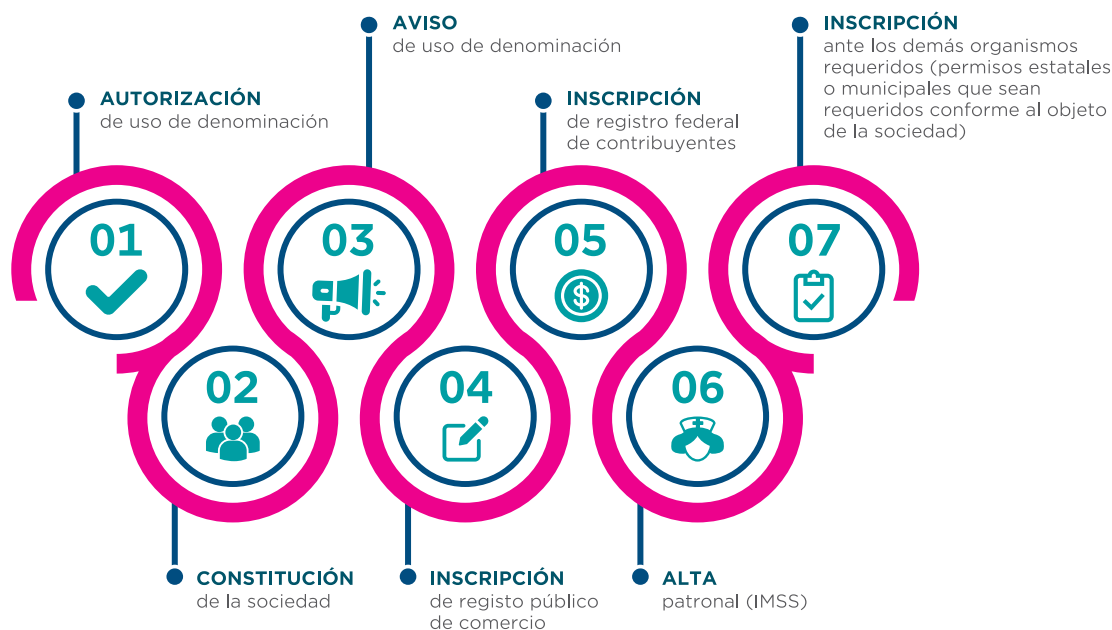 AUTORIZACIÓN
de uso de denominación
01
02
CONSTITUCIÓN
de la sociedad
AVISO
de uso de denominación
03
04
INSCRIPCIÓN
de registo público
de comercio
INSCRIPCIÓN
de registro federal
de contribuyentes
05
$
06
ALTA
patronal (IMSS)
INSCRIPCIÓN
ante los demás organismos
requeridos (permisos estatales
o municipales que sean
requeridos conforme al objeto
de la sociedad)
07